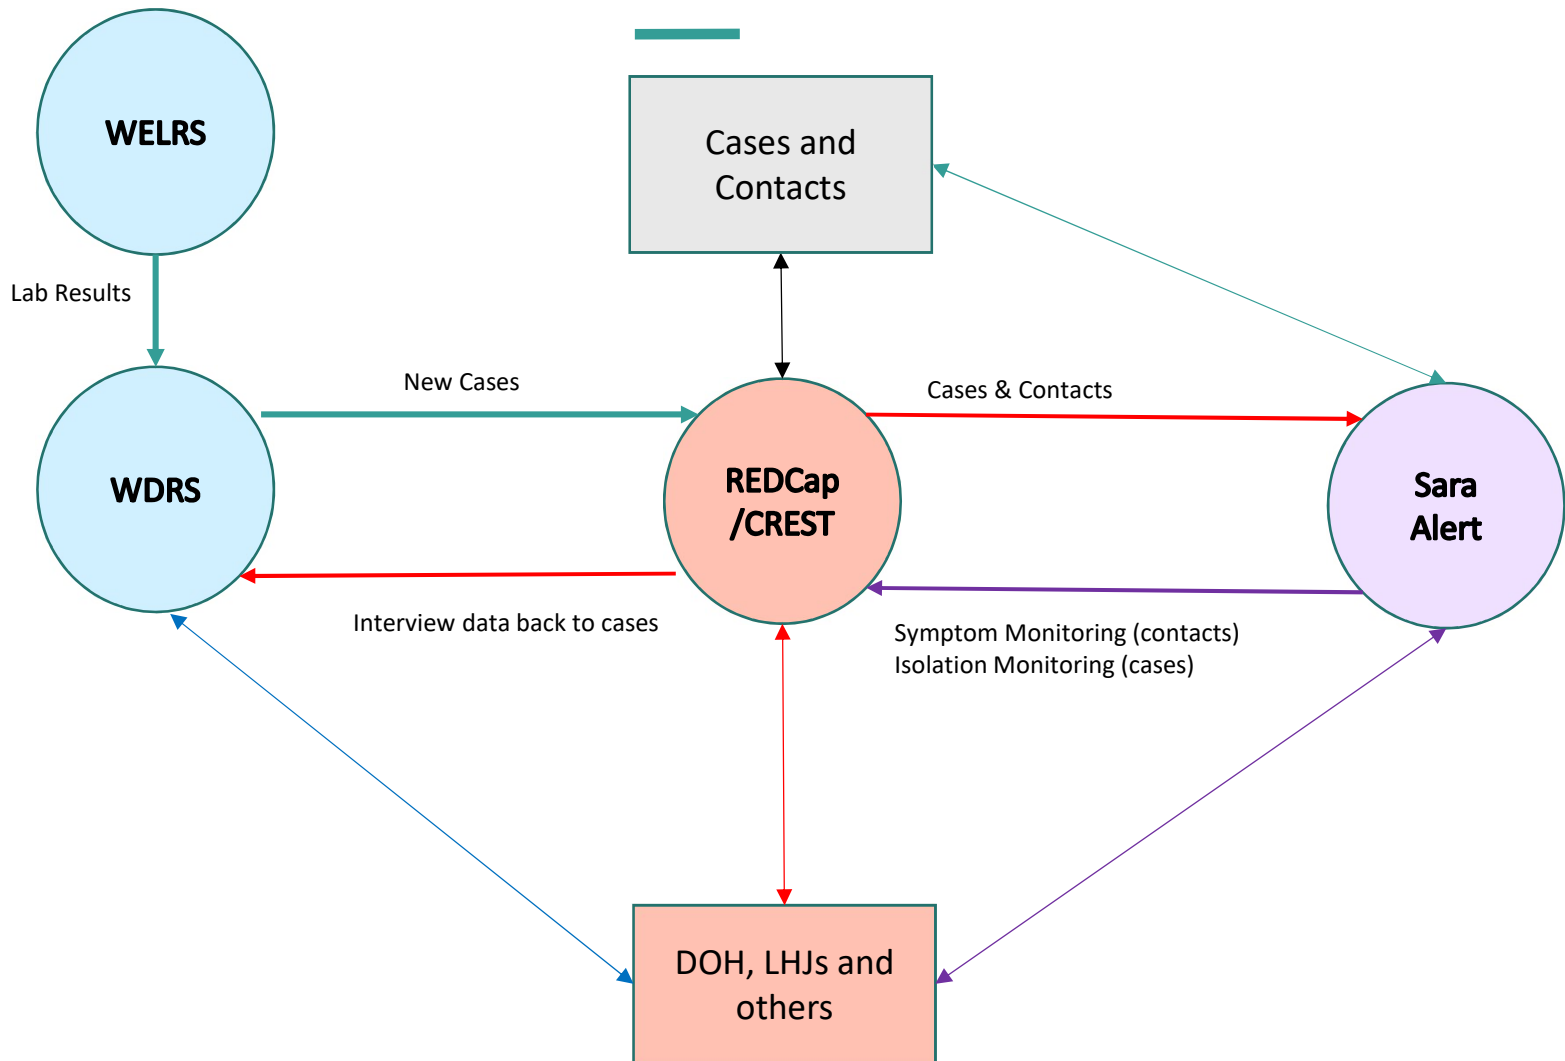 WELRS
Cases and
Contacts
Lab Results
New Cases
Cases & Contacts
WDRS
REDCap
/CREST
Sara
Alert
Interview data back to cases
Symptom Monitoring (contacts)
Isolation Monitoring (cases)
DOH, LHJs and
others